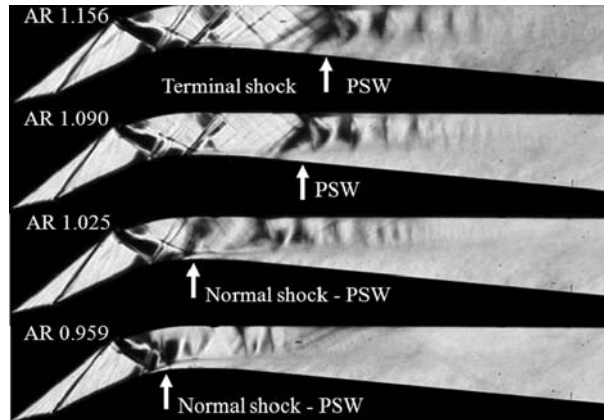 AR 1.156
Terminal shock PSW
AR 1.090
PSW
AR 1.025
Normal shock - PSW
AR 0.959
Normal shock - PSW